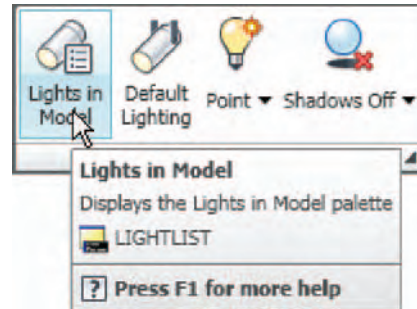 Lights in Model
Default Lighting
Point
Shadows Off
Lights in Model
Displays the Lights in Model palette
LIGHTLIST
? Press F1 for more help